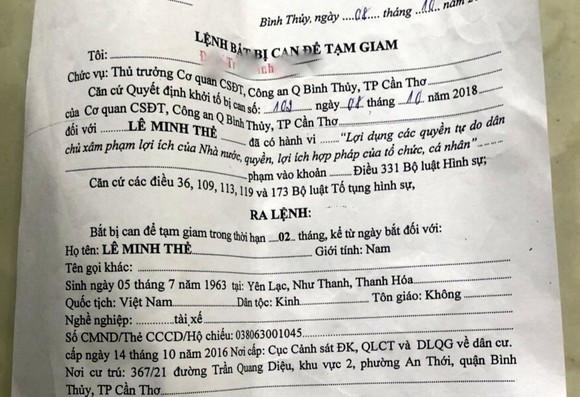 Bình Thủy, ngày ....08....tháng ..10... năm 2018
LỆNH BẮT BỊ CAN ĐỂ TẠM GIAM
Tôi:
Chức vụ: Thủ trưởng Cơ quan CSĐT, Công an Q Bình Thủy, TP Cần Thơ
Căn cứ Quyết định khởi tố bị can số: 109 ngày 08 tháng 10 năm 2018
của Cơ quan CSĐT, Công an Q Bình Thủy, TP Cần Thơ
đối với LÊ MINH THỂ đã có hành vi "Lợi dụng các quyền tự do dân
chủ xâm phạm lợi ích của Nhà nước, quyền, lợi ích hợp pháp của tổ chức, cá nhân"
phạm vào khoản Điều 331 Bộ luật Hình sự;
Căn cứ các điều 36, 109, 113, 119 và 173 Bộ luật Tố tụng hình sự,
RA LỆNH:
Bắt bị can để tạm giam trong thời hạn ...02.. tháng, kể từ ngày bắt đối với:
Họ tên: LÊ MINH THỂ Giới tính: Nam
Tên gọi khác:
Sinh ngày 05 tháng 7 năm 1963 tại: Yên Lạc, Như Thanh, Thanh Hóa
Quốc tịch: Việt Nam Dân tộc: Kinh Tôn giáo: Không
Nghề nghiệp: ............tài xế
Số CMND/Thẻ CCCD/Hộ chiếu: 038063001045
cấp ngày 14 tháng 10 năm 2016 Nơi cấp: Cục Cảnh sát ĐK, QLCT và DLQG về dân cư.
Nơi cư trú: 367/21 đường Trần Quang Diệu, khu vực 2, phường An Thới, quận Bình
Thủy, TP Cần Thơ